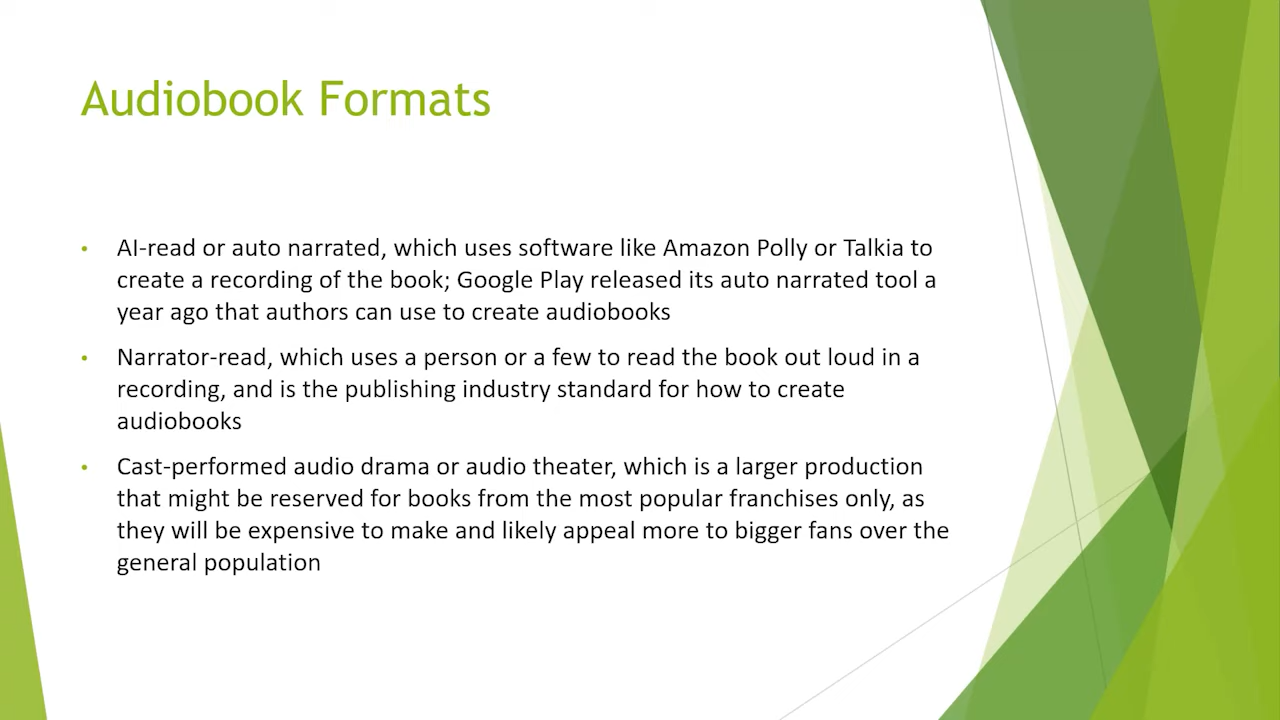 Audiobook Formats
• AI-read or auto narrated, which uses software like Amazon Polly or Talkia to
create a recording of the book; Google Play released its auto narrated tool a
year ago that authors can use to create audiobooks
• Narrator-read, which uses a person or a few to read the book out loud in a
recording, and is the publishing industry standard for how to create
audiobooks
• Cast-performed audio drama or audio theater, which is a larger production
that might be reserved for books from the most popular franchises only, as
they will be expensive to make and likely appeal more to bigger fans over the
general population